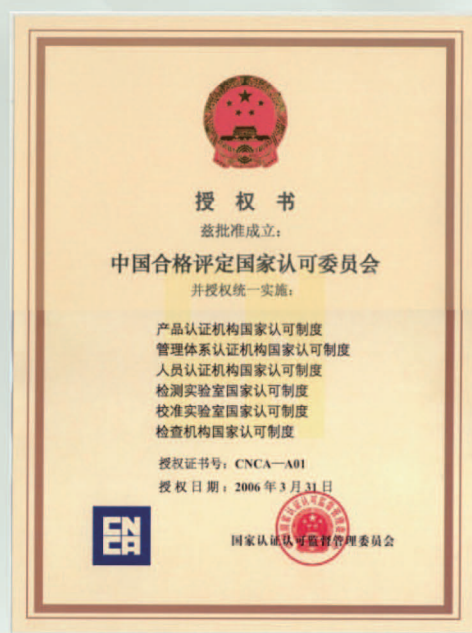 授权书
兹批准成立：
中国合格评定国家认可委员会
并授权统一实施：
产品认证机构国家认可制度
管理体系认证机构国家认可制度
人员认证机构国家认可制度
检测实验室国家认可制度
校准实验室国家认可制度
检查机构国家认可制度
授权证书号：CNCA—A01
授权日期：2006年3月31日
CNCA
国家认证认可监督管理委员会